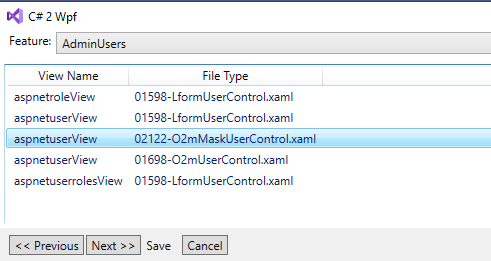 C# 2 Wpf
Feature: AdminUsers
View Name File Type
aspnetroleView 01598-LformUserControl.xaml
aspnetuserView 01598-LformUserControl.xaml
aspnetuserView 02122-O2mMaskUserControl.xaml
aspnetuserView 01698-O2mUserControl.xaml
aspnetuserrolesView 01598-LformUserControl.xaml
<< Previous Next >> Save Cancel